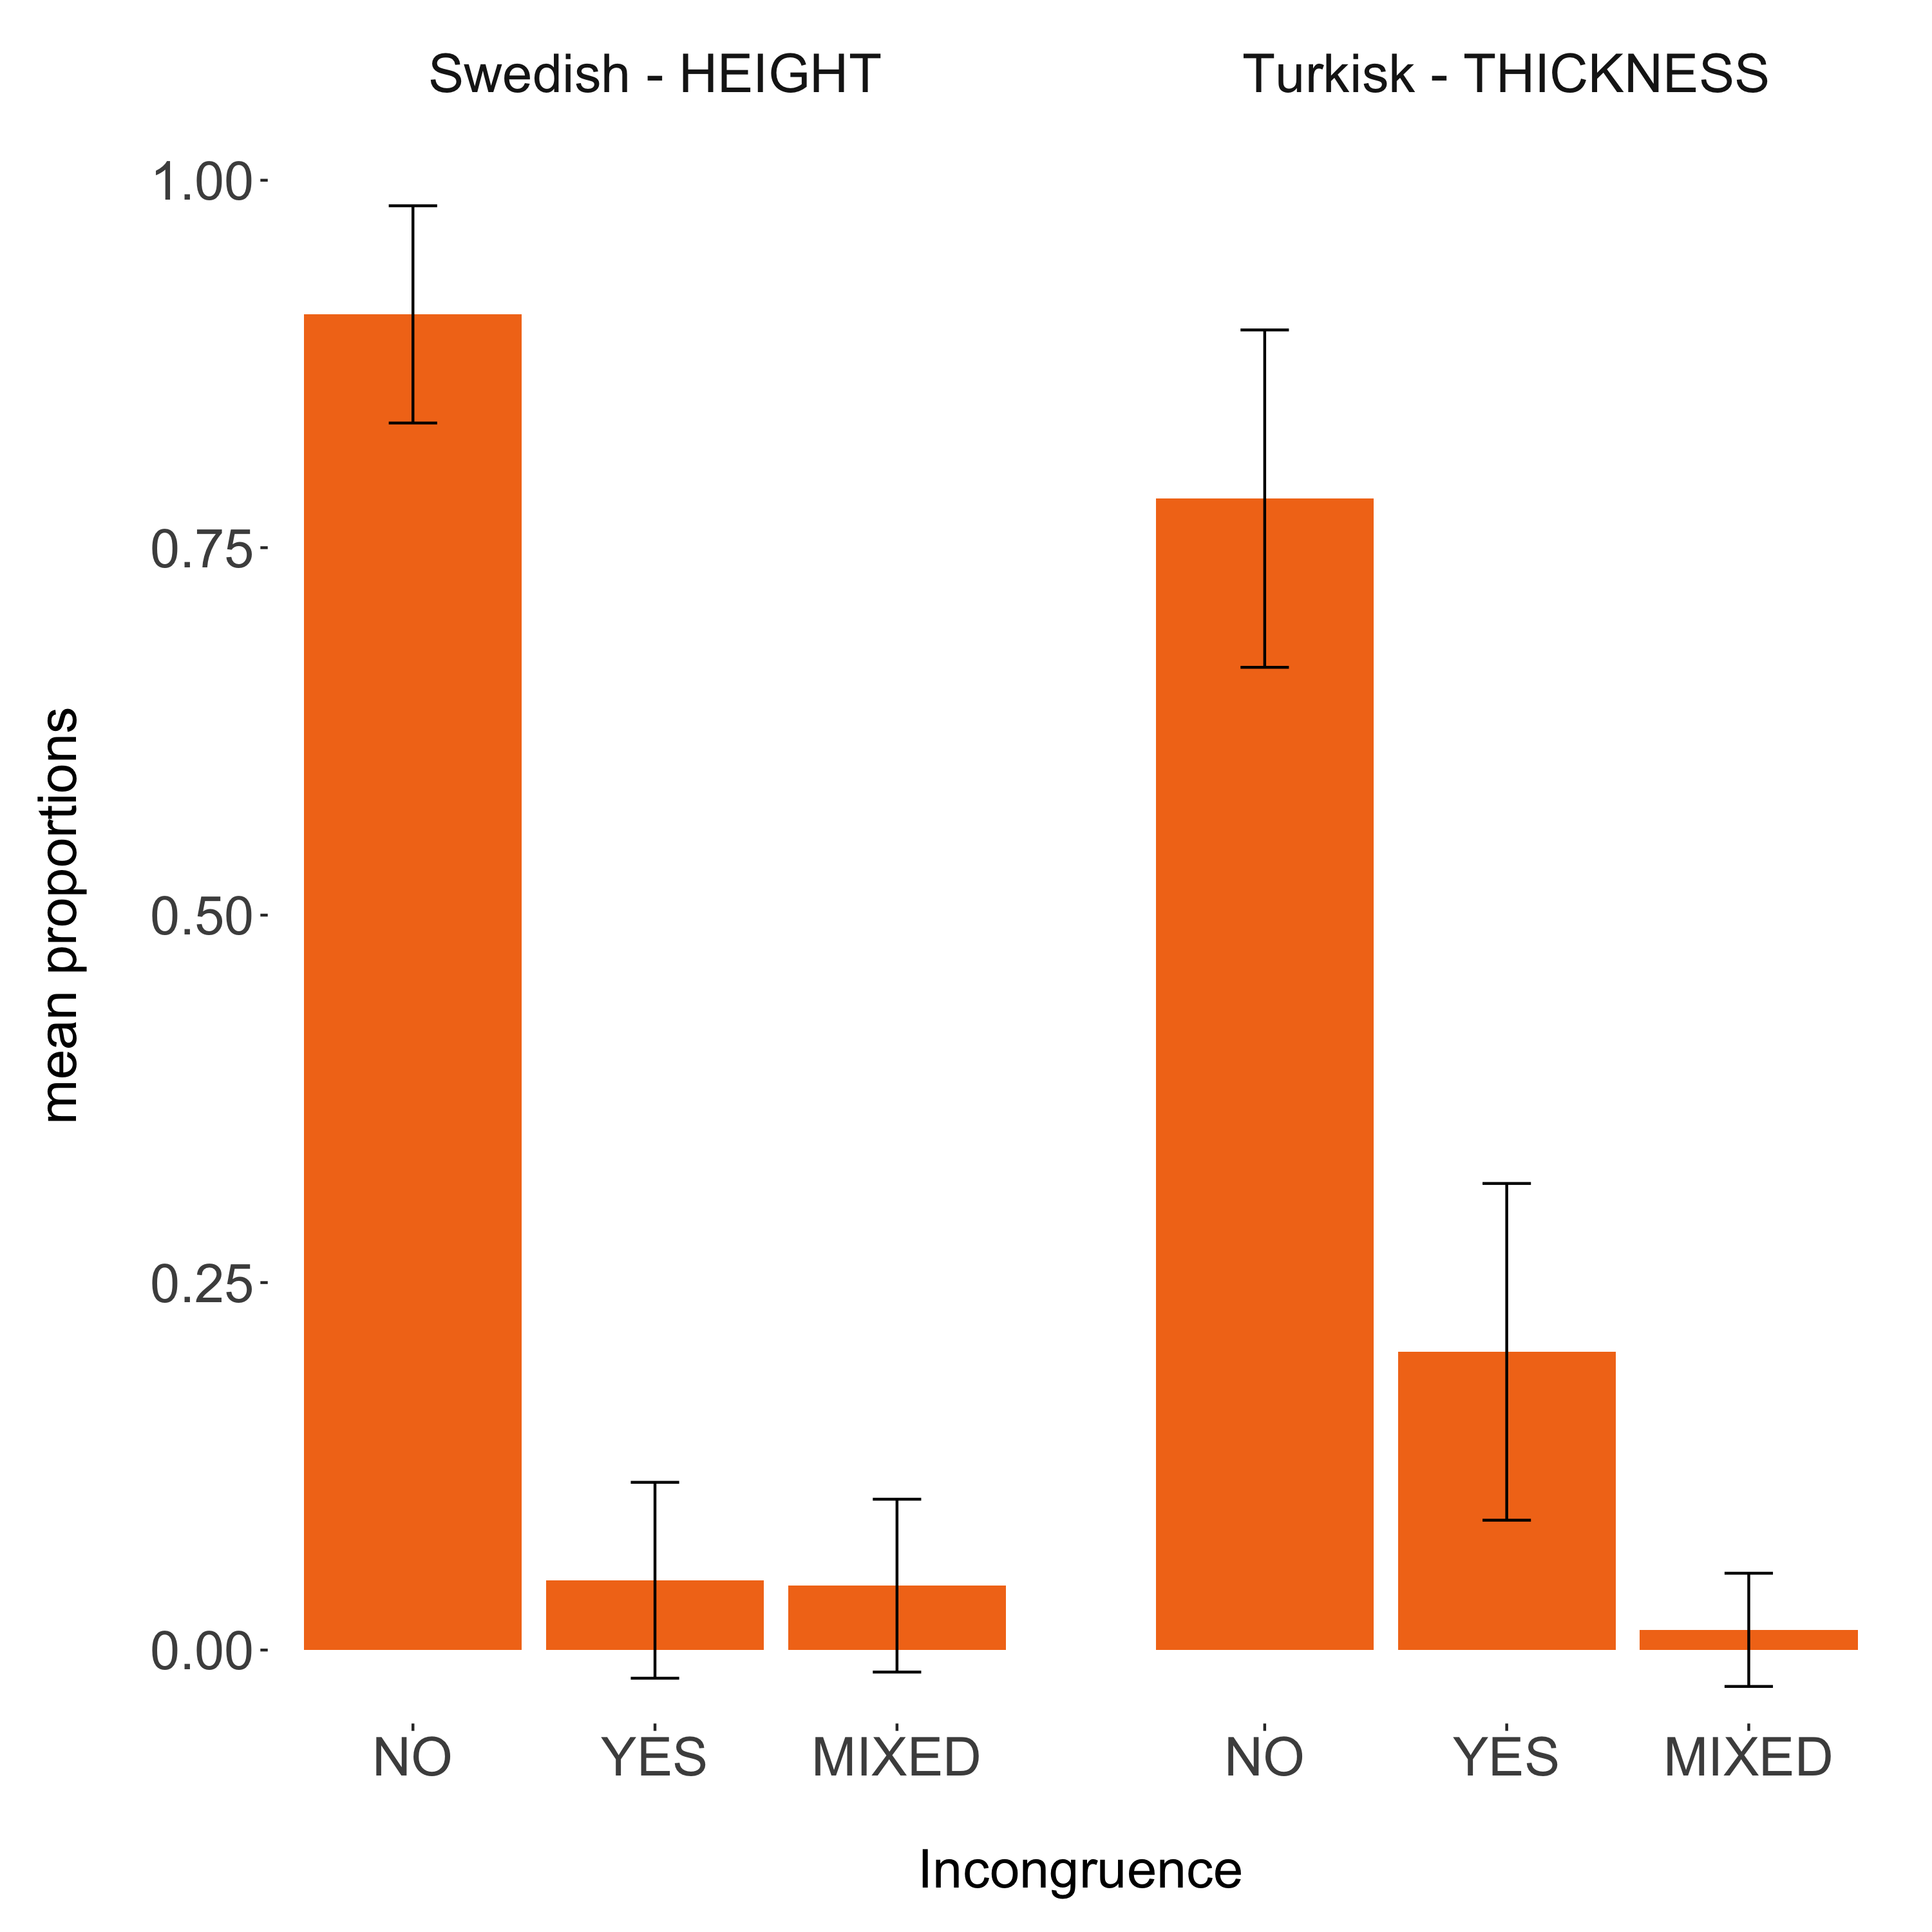 Swedish - HEIGHT
Turkisk - THICKNESS
1.00
0.75
0.50
0.25
0.00
mean proportions
NO YES MIXED
NO YES MIXED
Incongruence